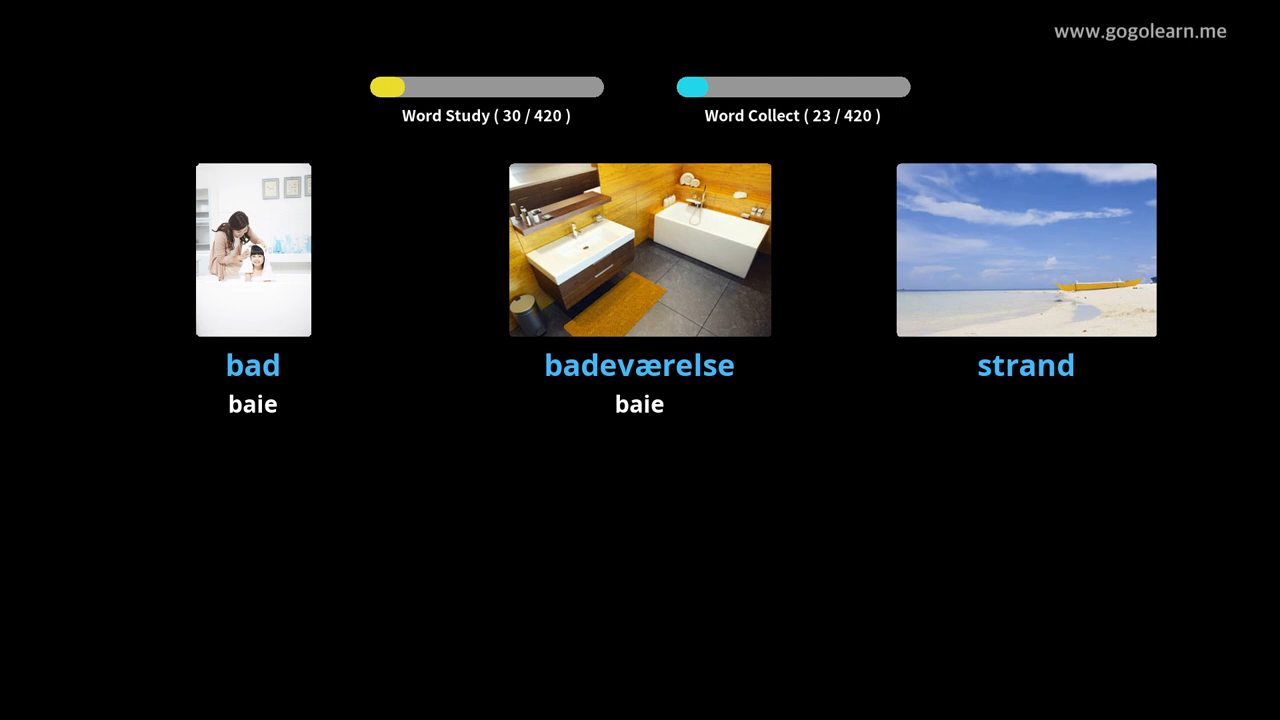 www.gogolearn.me
Word Study ( 30 / 420 )
Word Collect ( 23 / 420 )
bad
baie
badeværelse
baie
strand